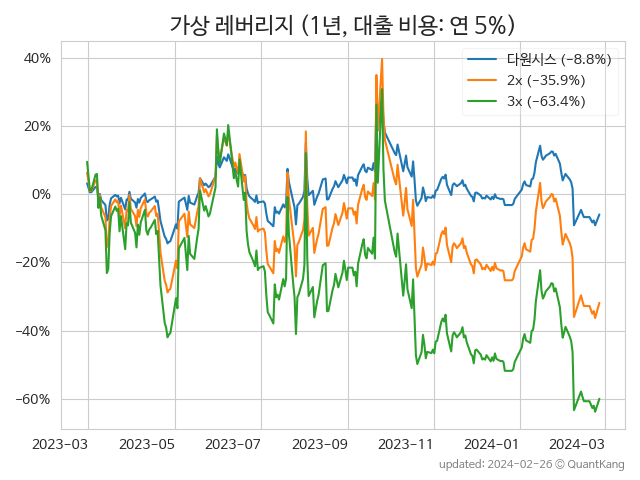 가상 레버리지 (1년, 대출 비용: 연 5%)
다원시스 (−8.8%)
2x (−35.9%)
3x (−63.4%)
40%
20%
0%
−20%
−40%
−60%
2023-03 2023-05 2023-07 2023-09 2023-11 2024-01 2024-03
updated: 2024-02-26 ⓒ QuantKang